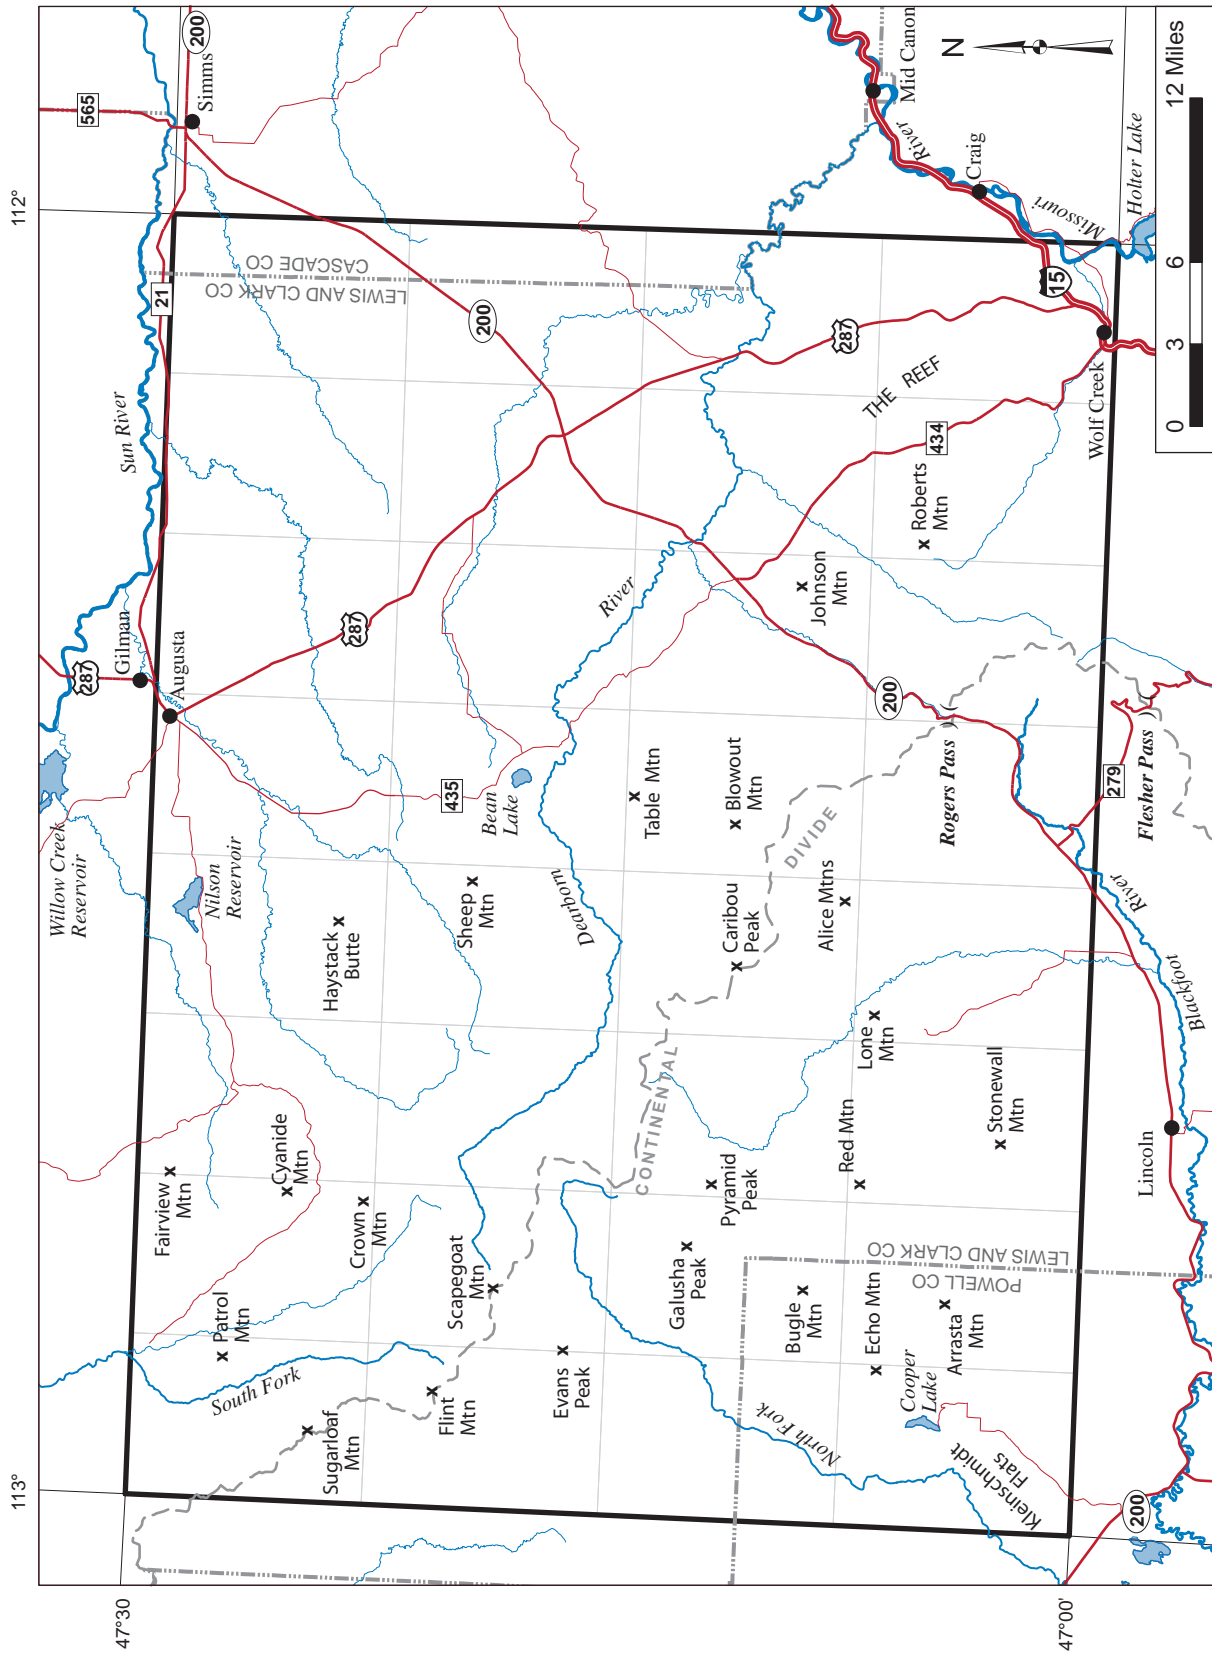 113°
112°
47°30
47°00'
565
200
Simms
21
Sun River
Gilman
287
Augusta
Willow Creek
Reservoir
Nilson
Reservoir
CASCADE CO
LEWIS AND CLARK CO
200
287
Fairview
Mtn
Patrol
Mtn
Cyanide
Mtn
Crown
Mtn
Haystack
Butte
Sheep
Mtn
435
Bean
Lake
South Fork
Sugarloaf
Mtn
Flint
Mtn
Scapegoat
Mtn
Evans
Peak
Dearborn
River
Table Mtn
Blowout
Mtn
Caribou
Peak
CONTINENTAL
DIVIDE
Alice Mtns
Galusha
Peak
Pyramid
Peak
Red Mtn
Lone
Mtn
Stonewall
Mtn
Bugle
Mtn
Echo Mtn
Arrasta
Mtn
Cooper
Lake
North Fork
Kleinschmidt
Flats
POWELL CO
LEWIS AND CLARK CO
Johnson
Mtn
Roberts
Mtn
434
THE REEF
287
200
Rogers Pass
Flesher Pass
279
Wolf Creek
15
Missouri
River
Craig
Mid Canon
Holter Lake
Lincoln
Blackfoot
River
200
N
0
3
6
12 Miles